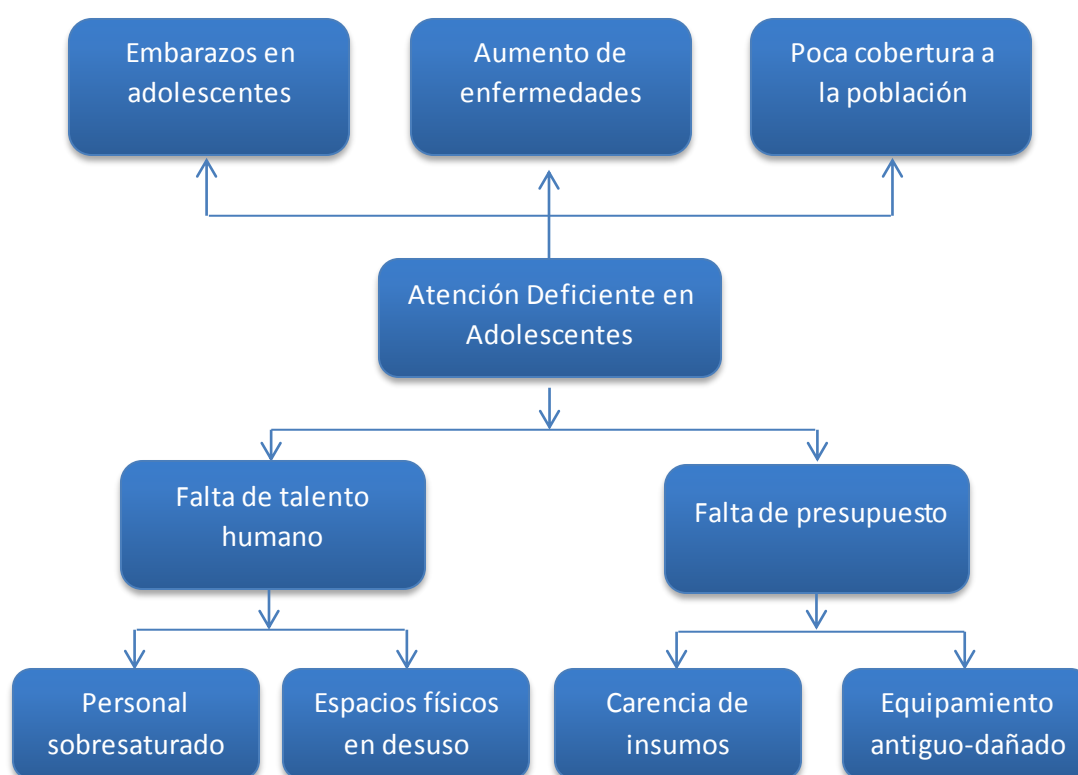 Embarazos en
adolescentes
Aumento de
enfermedades
Poca cobertura a
la población
Atención Deficiente en
Adolescentes
Falta de talento
humano
Falta de presupuesto
Personal
sobresaturado
Espacios físicos
en desuso
Carencia de
insumos
Equipamiento
antiguo-dañado